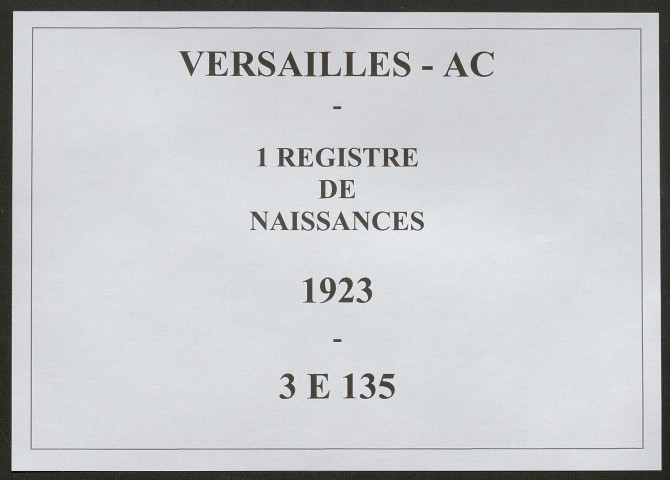 VERSAILLES - AC
-
1 REGISTRE
DE
NAISSANCES
1923
-
3 E 135